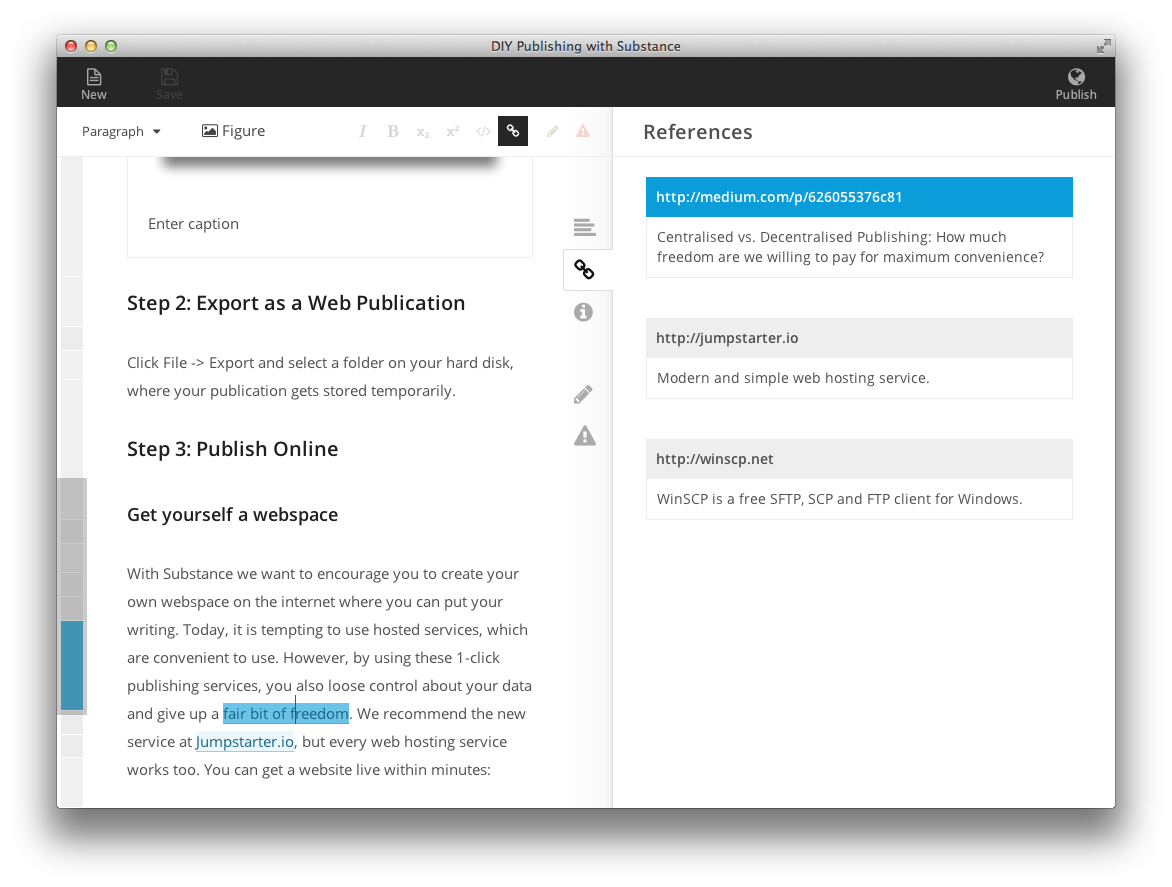 DIY Publishing with Substance
New
Save
Publish
Paragraph
Figure
I B x₂ x² </>
References
Enter caption
Step 2: Export as a Web Publication
Click File -> Export and select a folder on your hard disk,
where your publication gets stored temporarily.
Step 3: Publish Online
Get yourself a webspace
With Substance we want to encourage you to create your
own webspace on the internet where you can put your
writing. Today, it is tempting to use hosted services, which
are convenient to use. However, by using these 1-click
publishing services, you also loose control about your data
and give up a fair bit of freedom. We recommend the new
service at Jumpstarter.io, but every web hosting service
works too. You can get a website live within minutes:
http://medium.com/p/626055376c81
Centralised vs. Decentralised Publishing: How much
freedom are we willing to pay for maximum convenience?
http://jumpstarter.io
Modern and simple web hosting service.
http://winscp.net
WinSCP is a free SFTP, SCP and FTP client for Windows.